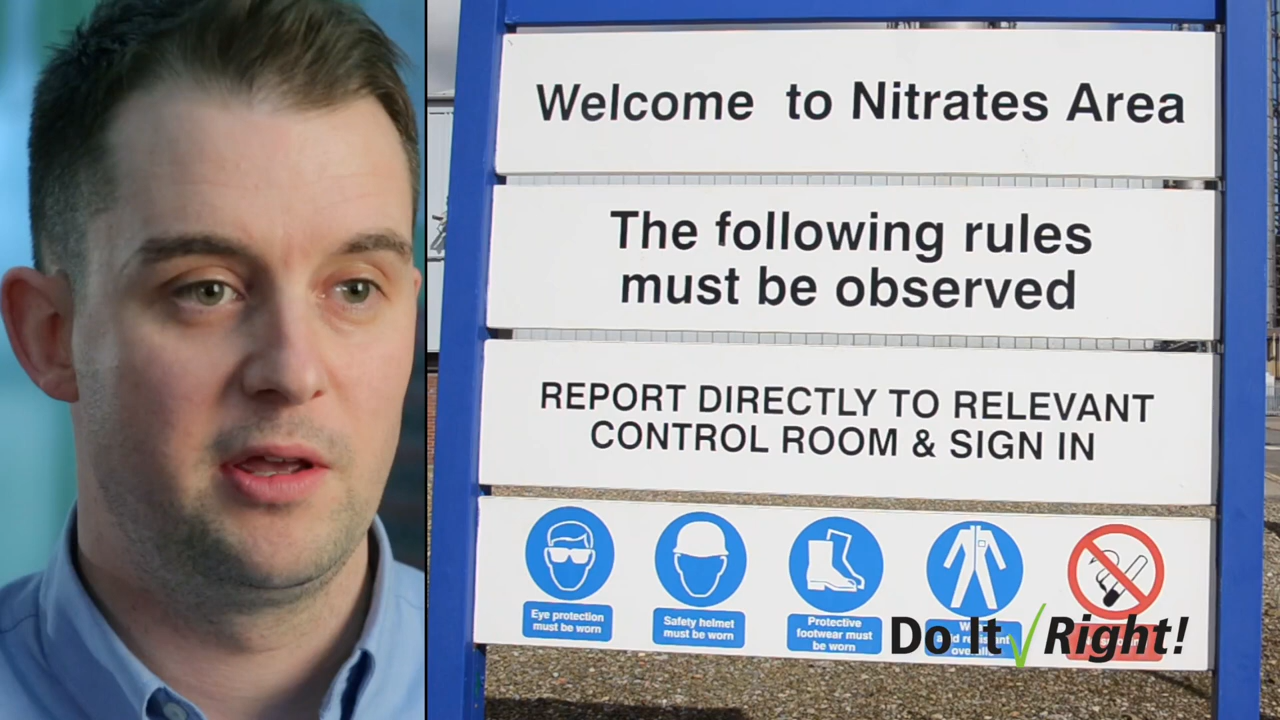 Welcome to Nitrates Area
The following rules
must be observed
REPORT DIRECTLY TO RELEVANT
CONTROL ROOM & SIGN IN
Eye protection
must be worn
Safety helmet
must be worn
Protective
footwear must
be worn
Do It Right!